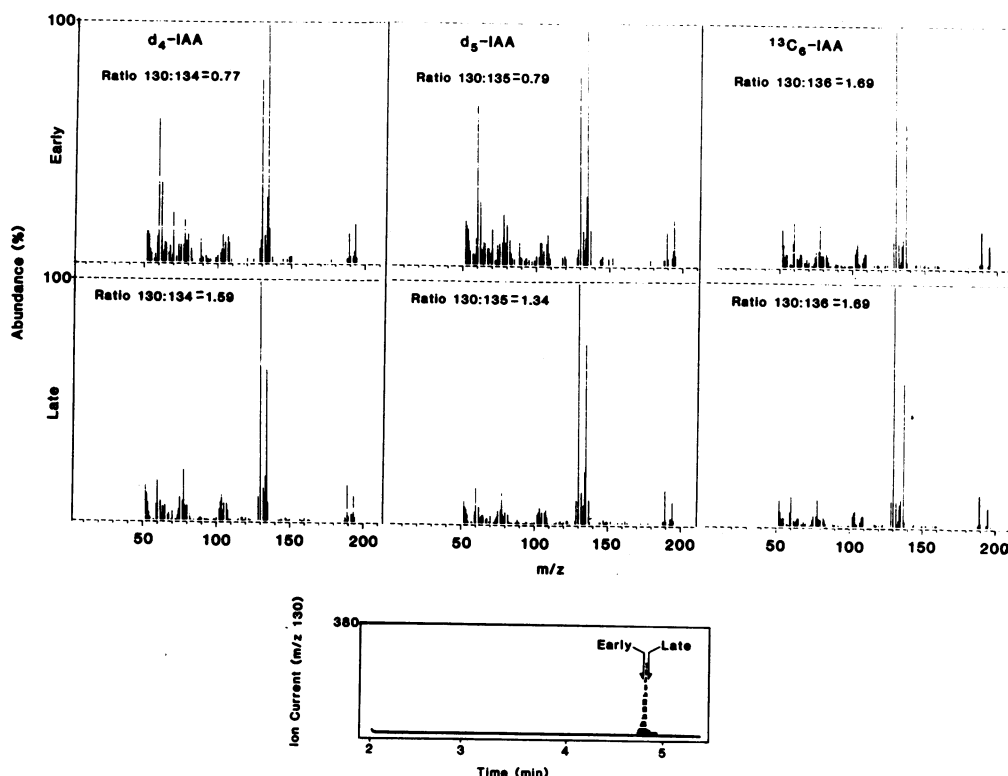 100
d4-IAA
Ratio 130:134=0.77
d5-IAA
Ratio 130:135=0.79
13C6-IAA
Ratio 130:136=1.69
Early
100
Ratio 130:134=1.59
Ratio 130:135=1.34
Ratio 130:136=1.69
Late
Abundance (%)
50 100 150 200 50 100 150 200 50 100 150 200
m/z
380
Early Late
Ion Current (m/z 130)
2 3 4 5
Time (min)